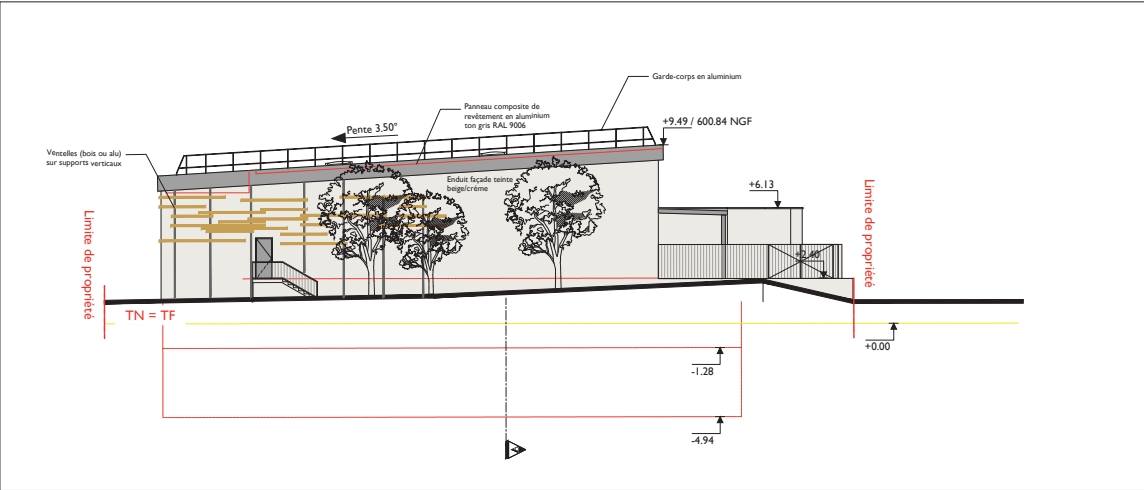 Garde-corps en aluminium
Panneau composite de
revêtement en aluminium
ton gris RAL 9006
+9.49 / 600.84 NGF
Pente 3.50°
Ventelles (bois ou alu)
sur supports verticaux
Enduit façade teinte
beige/crème
+6.13
Limite de propriété
Limite de propriété
+2.40
TN = TF
+0.00
-1.28
-4.94